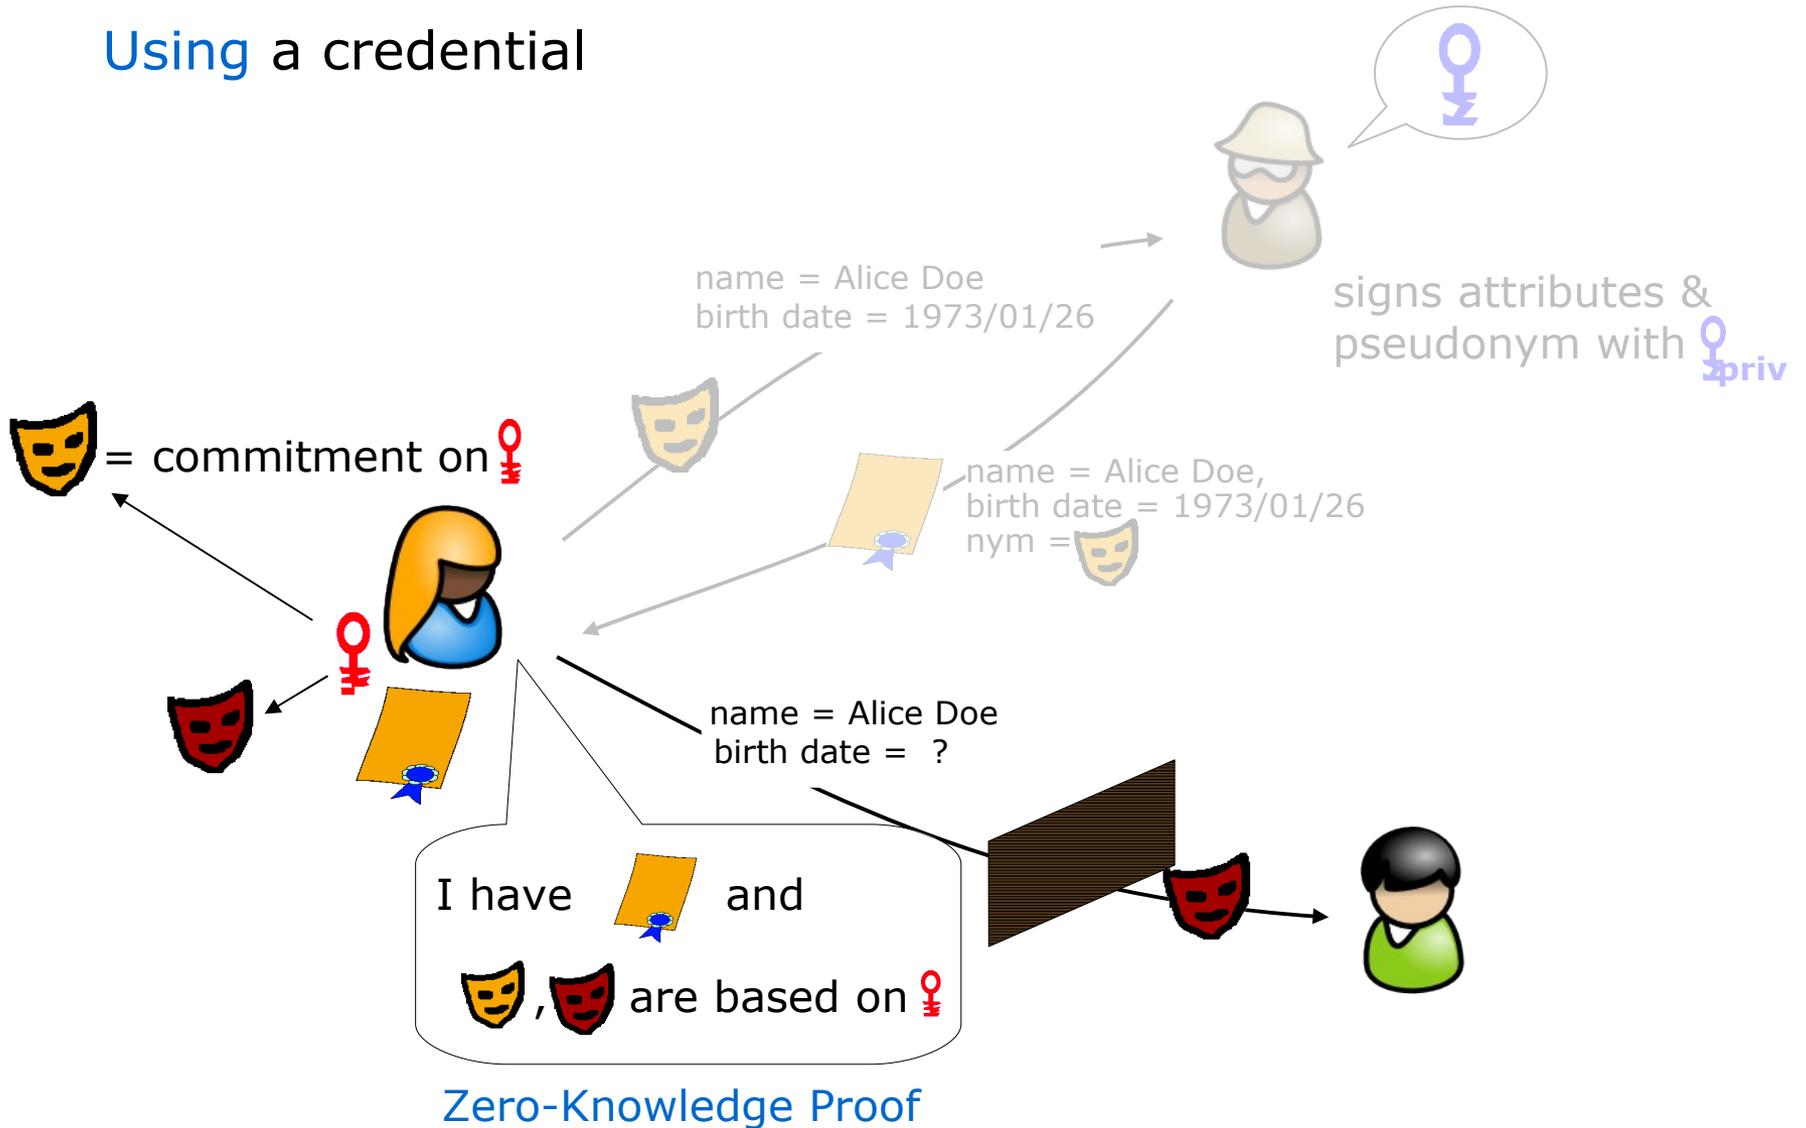 Using a credential
name = Alice Doe
birth date = 1973/01/26
signs attributes &
pseudonym with
priv
= commitment on
name = Alice Doe,
birth date = 1973/01/26
nym =
name = Alice Doe
birth date = ?
I have and
, are based on
Zero-Knowledge Proof